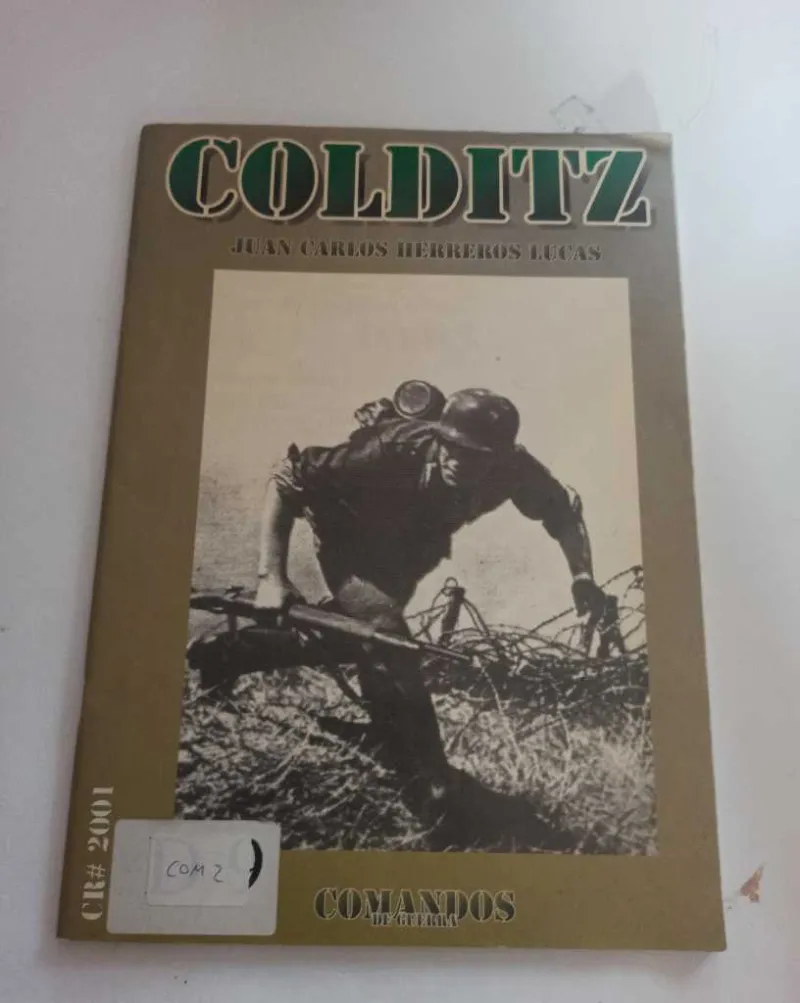 COLDITZ
JUAN CARLOS HERREROS LUCAS
CR# 2001
COM 2
COMANDOS
DE GUERRA